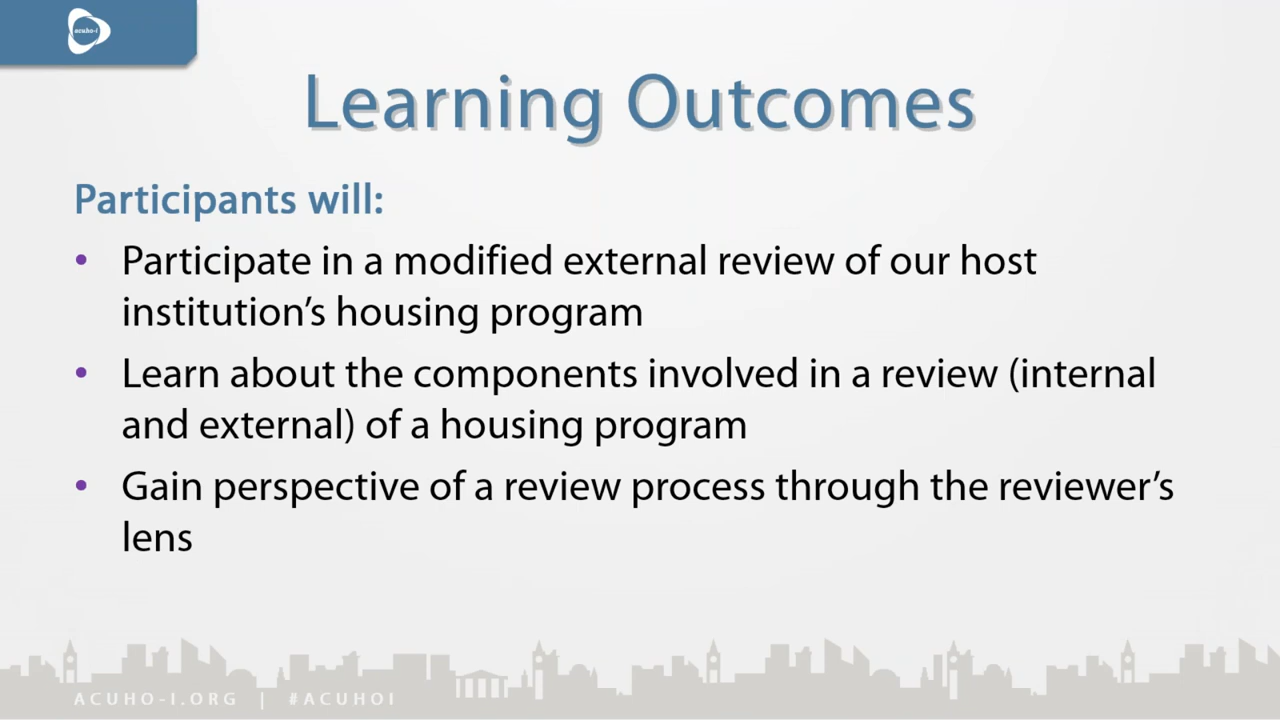 acuho-i
Learning Outcomes
Participants will:
• Participate in a modified external review of our host
institution’s housing program
• Learn about the components involved in a review (internal
and external) of a housing program
• Gain perspective of a review process through the reviewer’s
lens
ACUHO-I.ORG | #ACUHOI